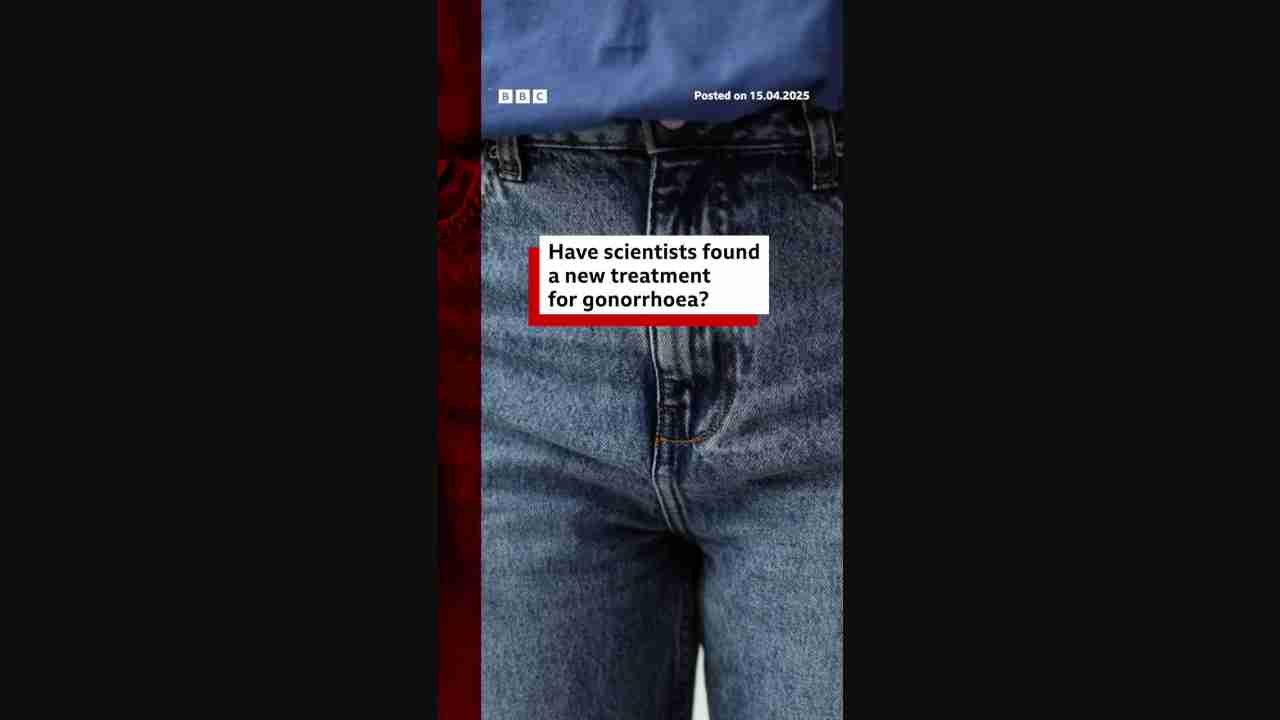 BBC
Posted on 15.04.2025
Have scientists found
a new treatment
for gonorrhoea?